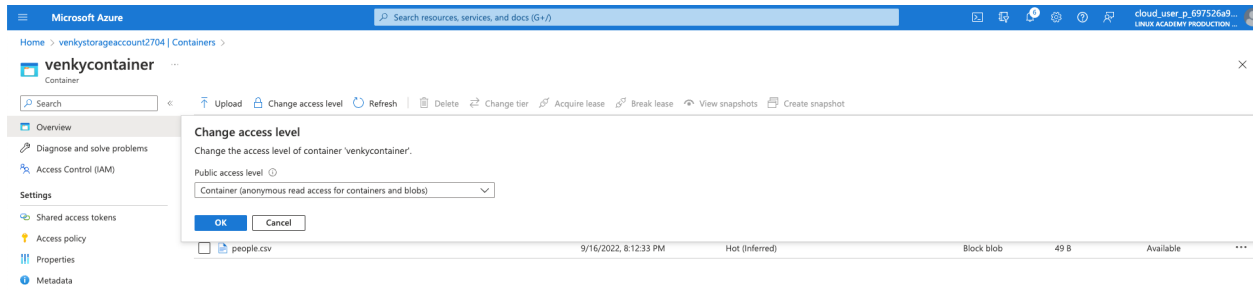 Microsoft Azure
Search resources, services, and docs (G+/)
6
cloud_user_p_697526a9...
LINUX ACADEMY PRODUCTION ...
Home > venkystorageaccount2704 | Containers >
venkycontainer ...
Container
Search
«
Upload
Change access level
Refresh
Delete
Change tier
Acquire lease
Break lease
View snapshots
Create snapshot
Overview
Diagnose and solve problems
Access Control (IAM)
Settings
Shared access tokens
Access policy
Properties
Metadata
Change access level
Change the access level of container 'venkycontainer'.
Public access level
Container (anonymous read access for containers and blobs)
OK
Cancel
people.csv 9/16/2022, 8:12:33 PM Hot (Inferred) Block blob 49 B Available ...